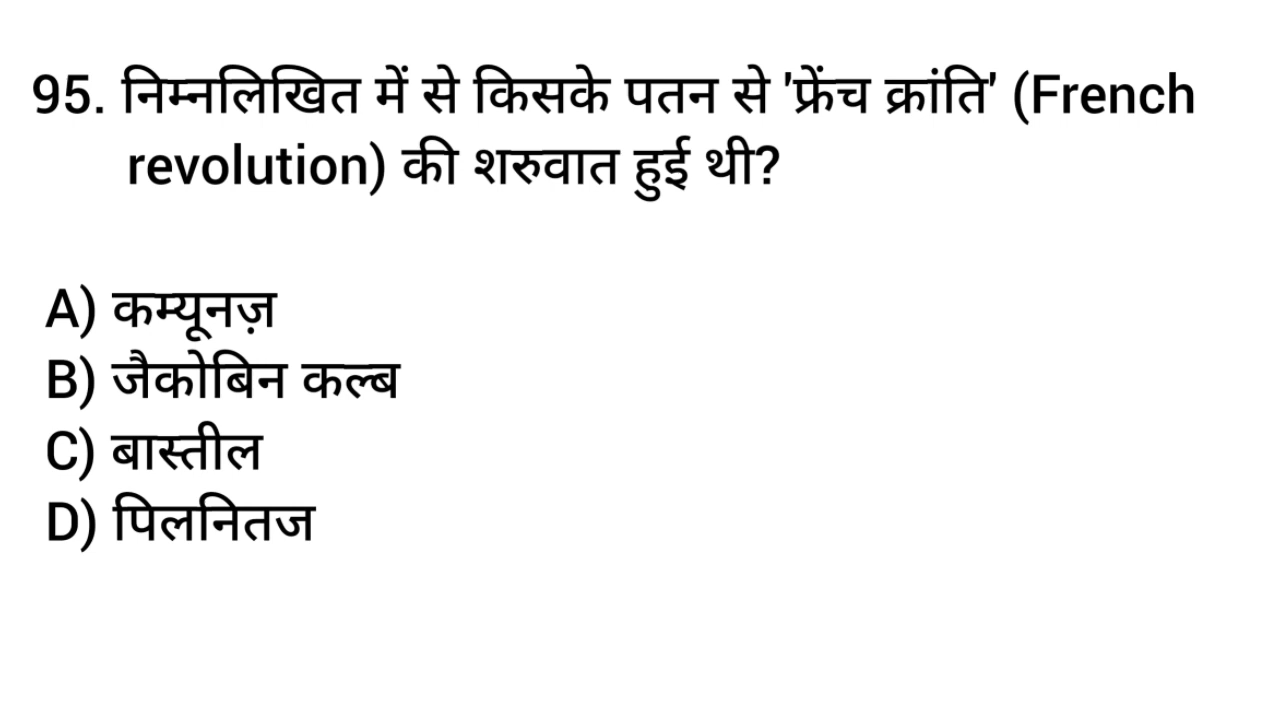 95. निम्नलिखित में से किसके पतन से 'फ्रेंच क्रांति' (French
revolution) की शरुवात हुई थी?
A) कम्यूनज़
B) जैकोबिन कल्ब
C) बास्तील
D) पिलनितज